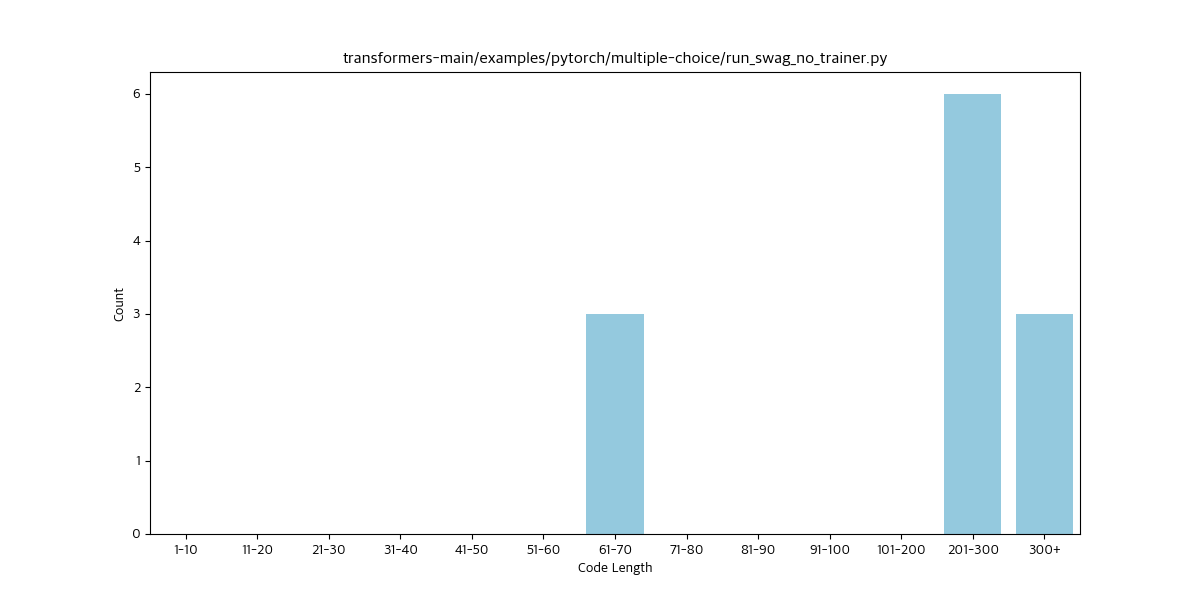 transformers-main/examples/pytorch/multiple-choice/run_swag_no_trainer.py
6
5
4
3
2
1
0
Count
1-10 11-20 21-30 31-40 41-50 51-60 61-70 71-80 81-90 91-100 101-200 201-300 300+
Code Length